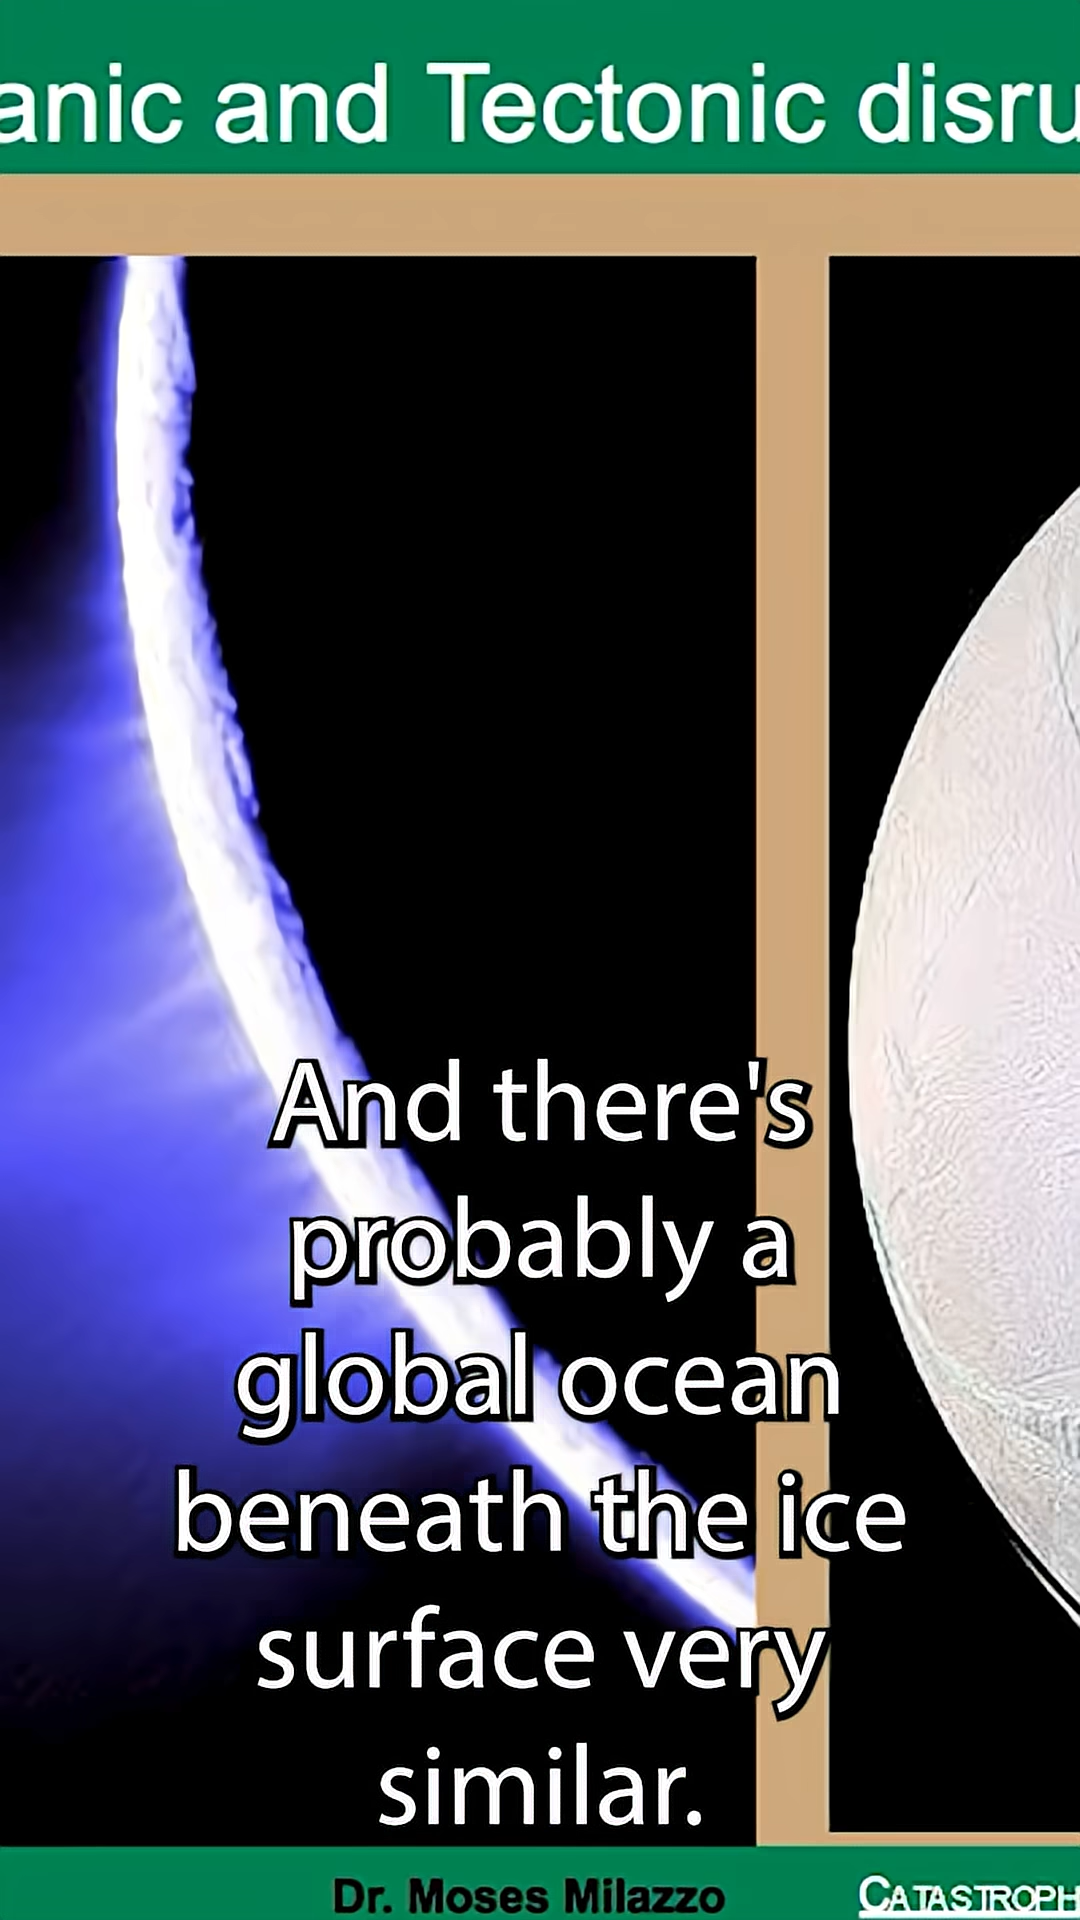 anic and Tectonic disru
And there's
probably a
global ocean
beneath the ice
surface very
similar.
Dr. Moses Milazzo
CATASTROPH